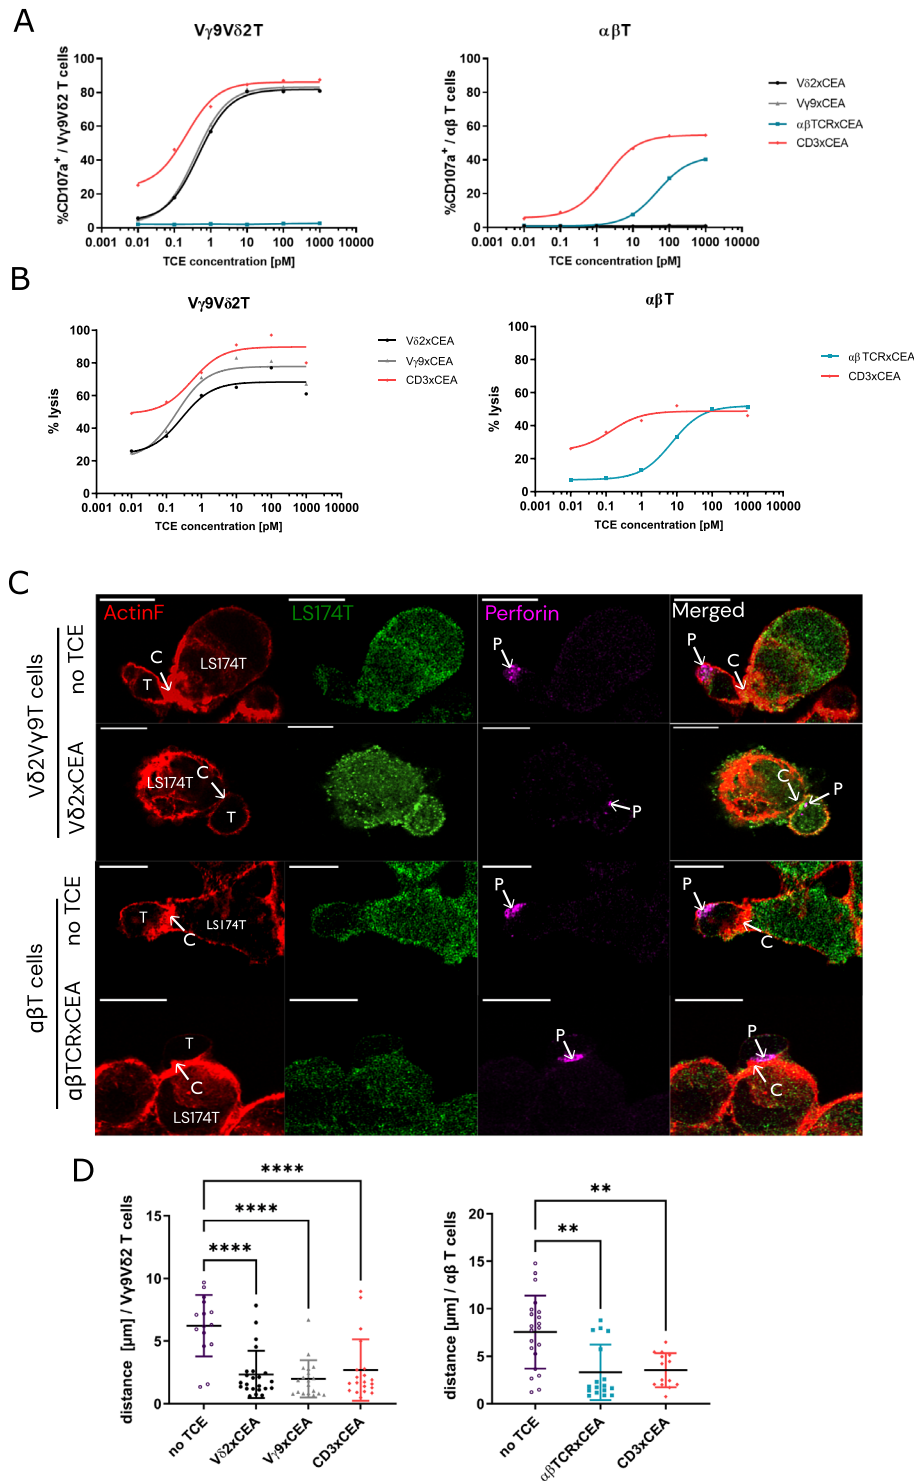 A
Vγ9Vδ2T
αβT
%CD107a+ / Vγ9Vδ2 T cells
100
80
60
40
20
0
0.001 0.01 0.1 1 10 100 1000 10000
TCE concentration [pM]
%CD107a+ / αβ T cells
100
80
60
40
20
0
0.001 0.01 0.1 1 10 100 1000 10000
TCE concentration [pM]
Vδ2xCEA
Vγ9xCEA
αβTCRxCEA
CD3xCEA
B
Vγ9Vδ2T
αβT
% lysis
100
80
60
40
20
0
0.001 0.01 0.1 1 10 100 1000 10000
TCE concentration [pM]
Vδ2xCEA
Vγ9xCEA
CD3xCEA
% lysis
100
80
60
40
20
0
0.001 0.01 0.1 1 10 100 1000 10000
TCE concentration [pM]
αβ TCRxCEA
CD3xCEA
C
ActinF
LS174T
Perforin
Merged
Vδ2Vγ9T cells
no TCE
C
T
LS174T
P
P
C
Vδ2xCEA
LS174T
C
T
P
C
P
αβT cells
no TCE
T
LS174T
C
P
P
C
αβTCRxCEA
T
C
LS174T
P
P
C
D
distance [µm] / Vγ9Vδ2 T cells
15
10
5
0
****
****
****
no TCE
Vδ2xCEA
Vγ9xCEA
CD3xCEA
distance [µm] / αβ T cells
20
15
10
5
0
**
**
no TCE
αβTCRxCEA
CD3xCEA